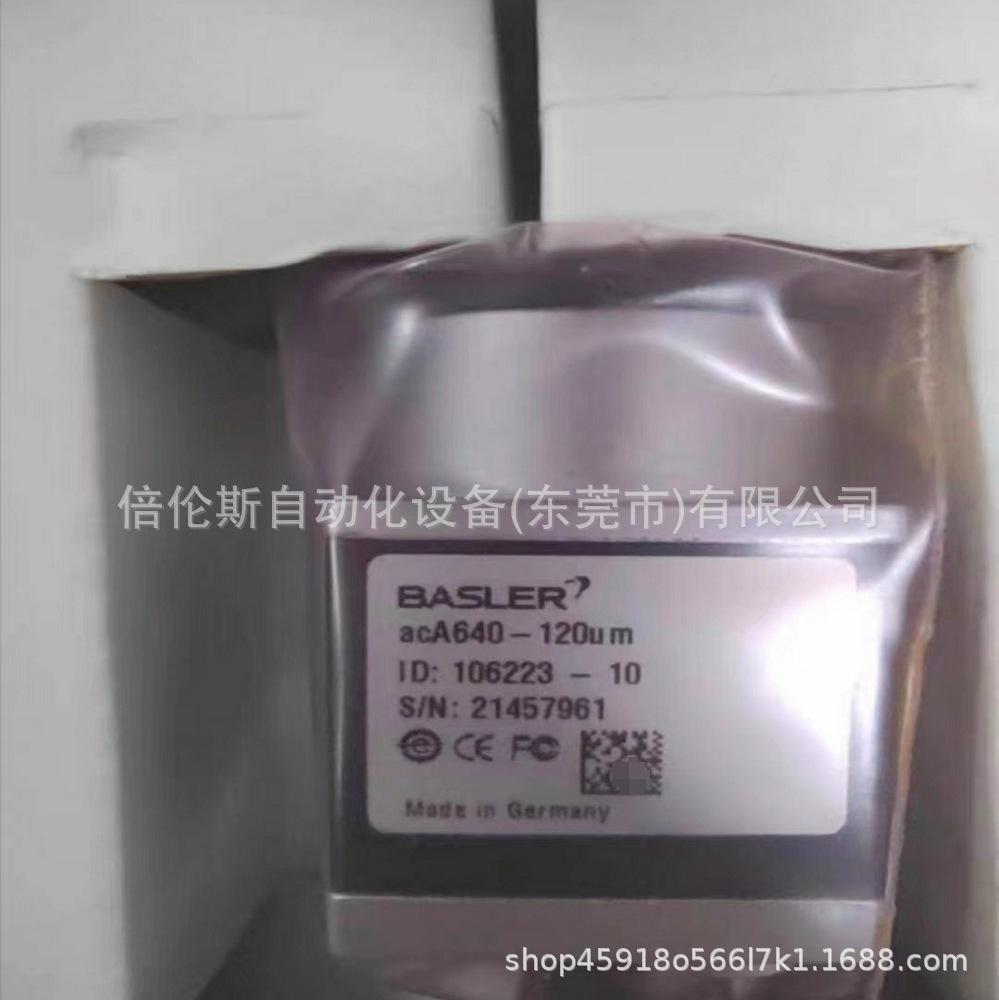 倍伦斯自动化设备(东莞市)有限公司
BASLER
acA640-120um
ID: 106223 - 10
S/N: 21457961
CE FC
Made in Germany
shop45918o566l7k1.1688.com